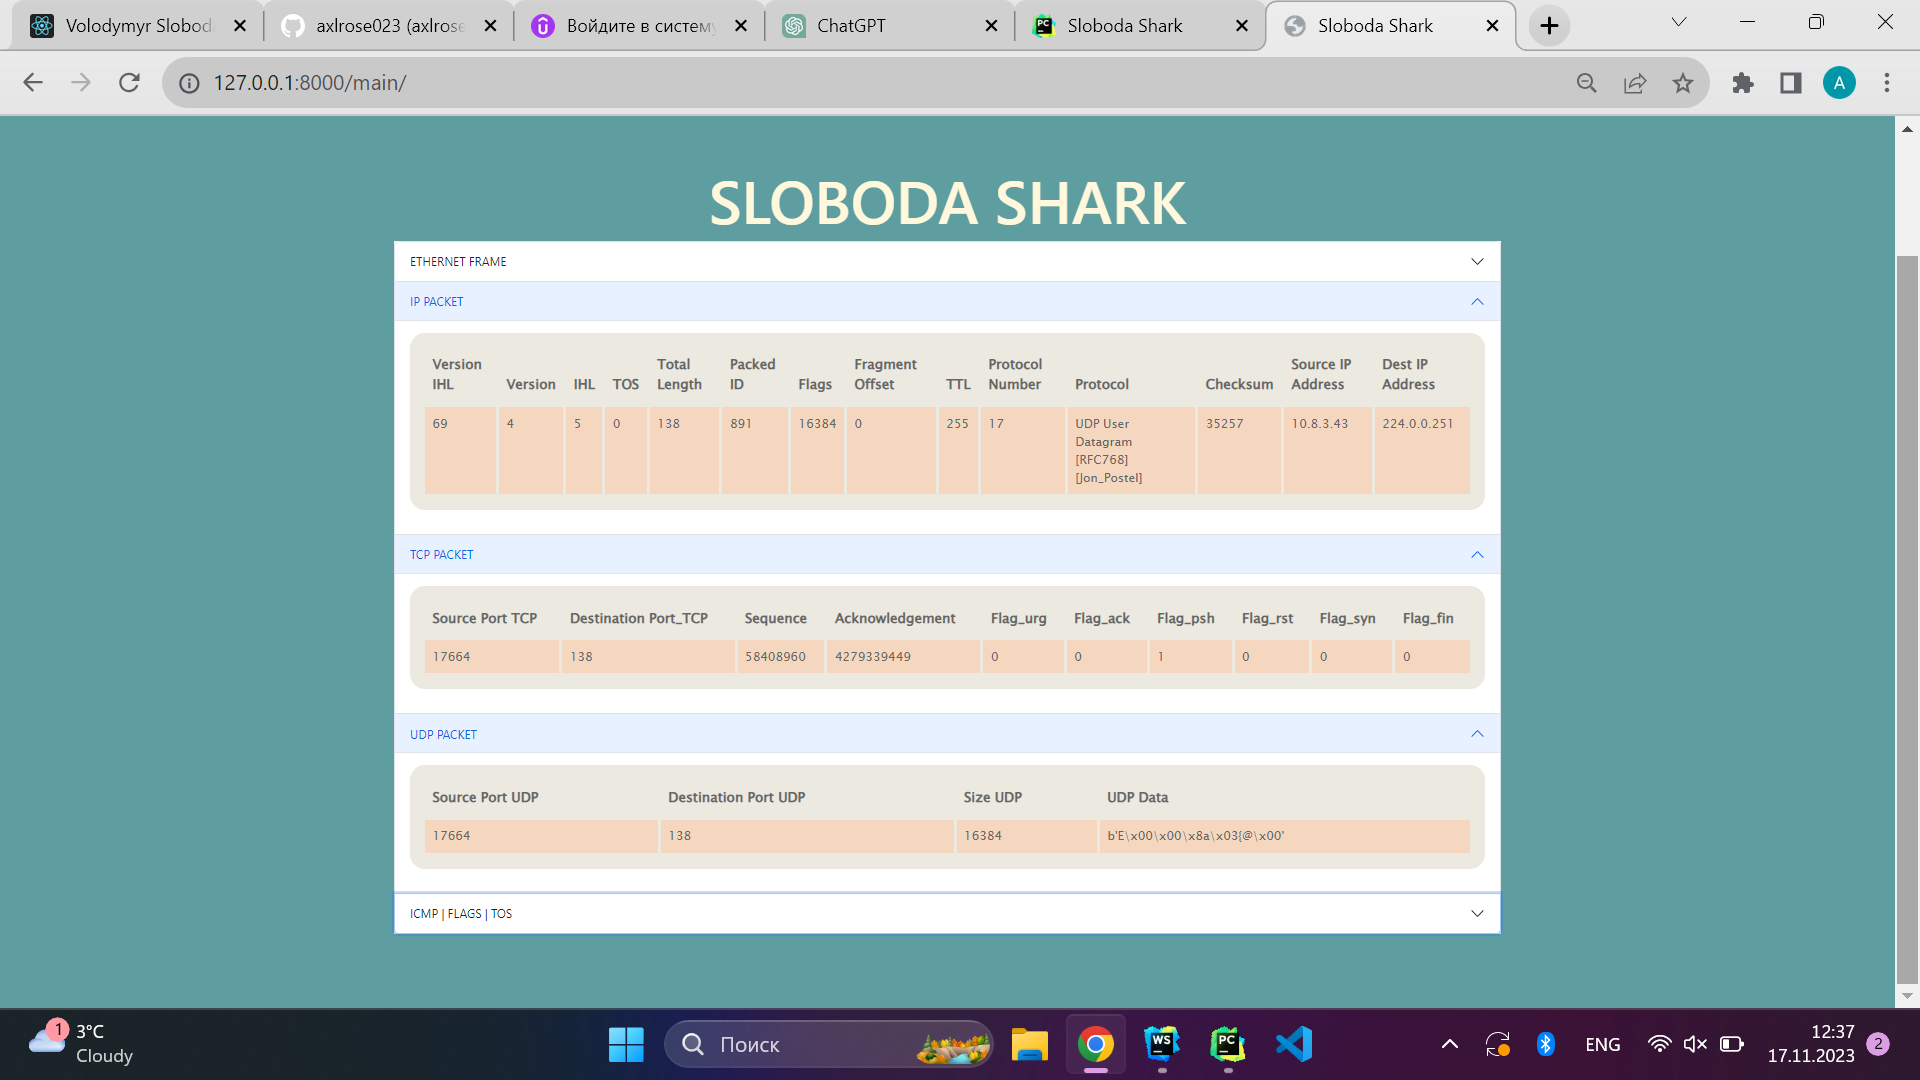 Volodymyr Slobod
axlrose023 (axlrose
Войдите в систему
ChatGPT
Sloboda Shark
Sloboda Shark
127.0.0.1:8000/main/
A
SLOBODA SHARK
ETHERNET FRAME
IP PACKET
Version IHL Version IHL TOS Total Length Packed ID Flags Fragment Offset TTL Protocol Number Protocol Checksum Source IP Address Dest IP Address
69 4 5 0 138 891 16384 0 255 17 UDP User Datagram [RFC768] [Jon_Postel] 35257 10.8.3.43 224.0.0.251
TCP PACKET
Source Port TCP Destination Port_TCP Sequence Acknowledgement Flag_urg Flag_ack Flag_psh Flag_rst Flag_syn Flag_fin
17664 138 58408960 4279339449 0 0 1 0 0 0
UDP PACKET
Source Port UDP Destination Port UDP Size UDP UDP Data
17664 138 16384 b'E\x00\x00\x8a\x03{@\x00'
ICMP | FLAGS | TOS
1
3°C
Cloudy
Поиск
WS
PC
ENG
12:37
17.11.2023
2